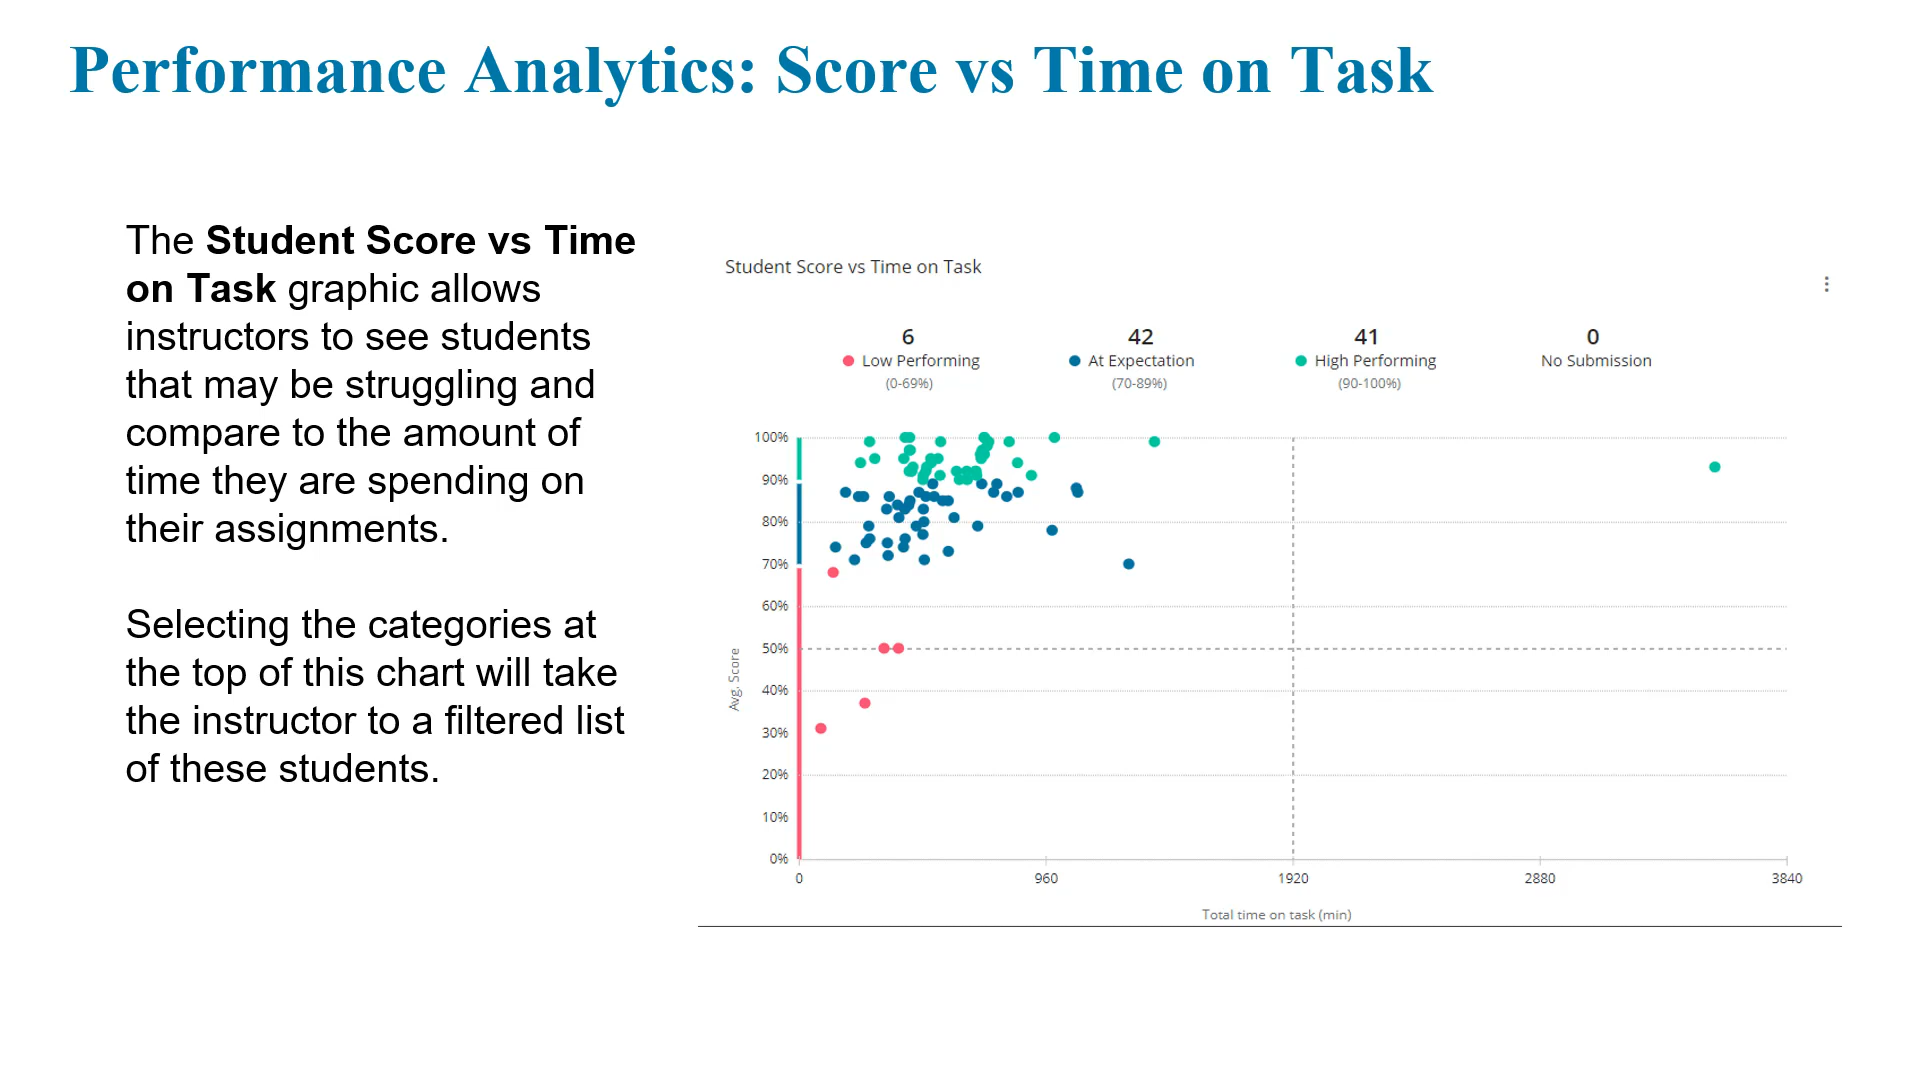 Performance Analytics: Score vs Time on Task
The Student Score vs Time
on Task graphic allows
instructors to see students
that may be struggling and
compare to the amount of
time they are spending on
their assignments.
Selecting the categories at
the top of this chart will take
the instructor to a filtered list
of these students.
Student Score vs Time on Task
6
Low Performing
(0-69%)
42
At Expectation
(70-89%)
41
High Performing
(90-100%)
0
No Submission
100%
90%
80%
70%
60%
50%
40%
30%
20%
10%
0%
Avg. Score
0 960 1920 2880 3840
Total time on task (min)